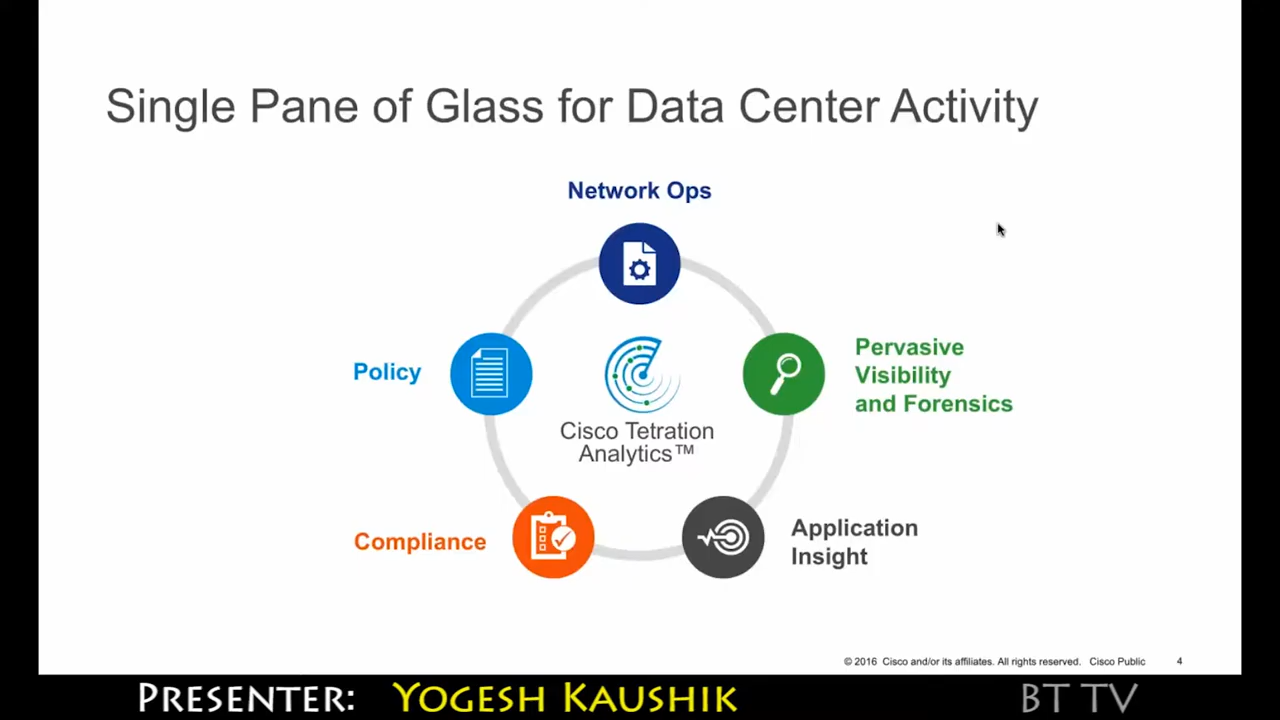 Single Pane of Glass for Data Center Activity
Network Ops
Policy
Pervasive
Visibility
and Forensics
Cisco Tetration
Analytics™
Compliance
Application
Insight
© 2016 Cisco and/or its affiliates. All rights reserved. Cisco Public 4
Presenter: Yogesh Kaushik BT TV